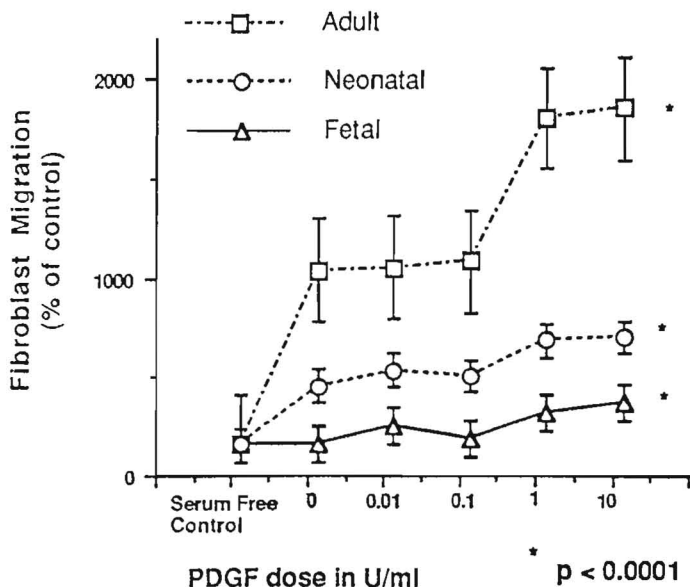 Adult
Neonatal
Fetal
Fibroblast Migration
(% of control)
2000
1000
0
*
*
*
Serum Free
Control
0
0.01
0.1
1
10
PDGF dose in U/ml
* p < 0.0001